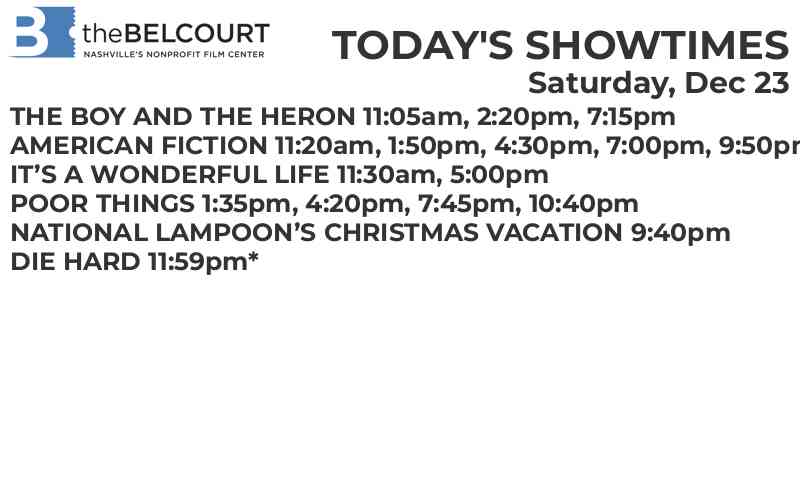 B theBELCOURT
NASHVILLE'S NONPROFIT FILM CENTER
TODAY'S SHOWTIMES
Saturday, Dec 23
THE BOY AND THE HERON 11:05am, 2:20pm, 7:15pm
AMERICAN FICTION 11:20am, 1:50pm, 4:30pm, 7:00pm, 9:50pm
IT’S A WONDERFUL LIFE 11:30am, 5:00pm
POOR THINGS 1:35pm, 4:20pm, 7:45pm, 10:40pm
NATIONAL LAMPOON’S CHRISTMAS VACATION 9:40pm
DIE HARD 11:59pm*